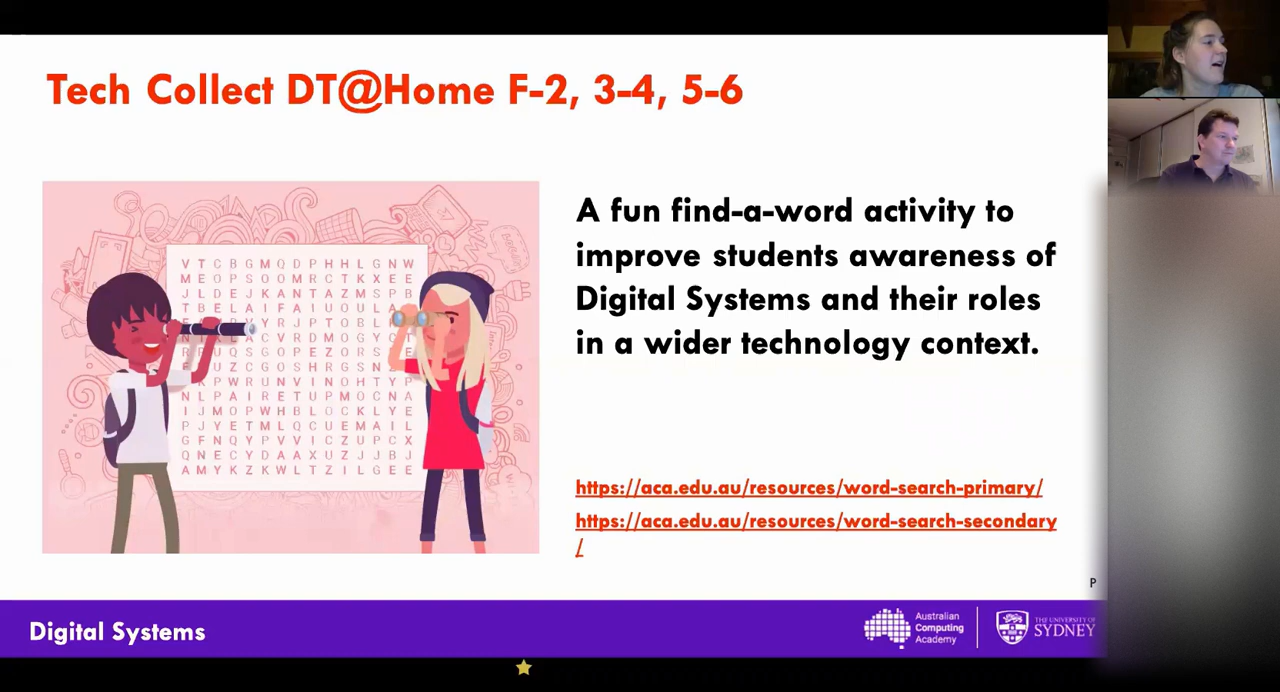 Tech Collect DT@Home F-2, 3-4, 5-6
A fun find-a-word activity to
improve students awareness of
Digital Systems and their roles
in a wider technology context.
V T C B G M Q D P H H L G N W
M E O P S O O M R C T K X E E
J L D E J K A N T A Z M S P B
T B E L A I F A I U O U L A
Y R J P T O B L
C V R D M O G Y Q T
U Q S G O P E Z O R S E
U Z C G O S H R G S N
K P W R U N V I N O H T Y P
N L P A I R E T U P M O C N A
I J M O P W H B L O C K L Y E
P J Y E T M L Q C U E M A I L
G F N Q Y P V V I C Z U P C X
Q N E C Y D A A X U Z J J B J
A M Y K Z K W L T Z I L G E E
https://aca.edu.au/resources/word-search-primary/
https://aca.edu.au/resources/word-search-secondary
/
P
Digital Systems
Australian
Computing
Academy
THE UNIVERSITY OF
SYDNEY